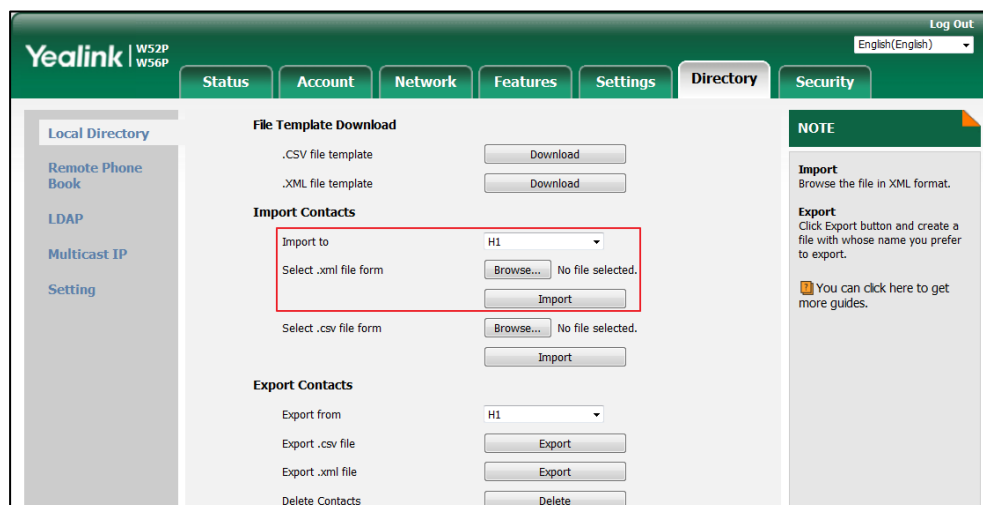 Log Out
Yealink | W52P W56P
English(English)
Status Account Network Features Settings Directory Security
Local Directory
Remote Phone
Book
LDAP
Multicast IP
Setting
File Template Download
.CSV file template Download
.XML file template Download
Import Contacts
Import to H1
Select .xml file form Browse... No file selected.
Import
Select .csv file form Browse... No file selected.
Import
Export Contacts
Export from H1
Export .csv file Export
Export .xml file Export
Delete Contacts Delete
NOTE
Import
Browse the file in XML format.
Export
Click Export button and create a
file with whose name you prefer
to export.
You can click here to get
more guides.